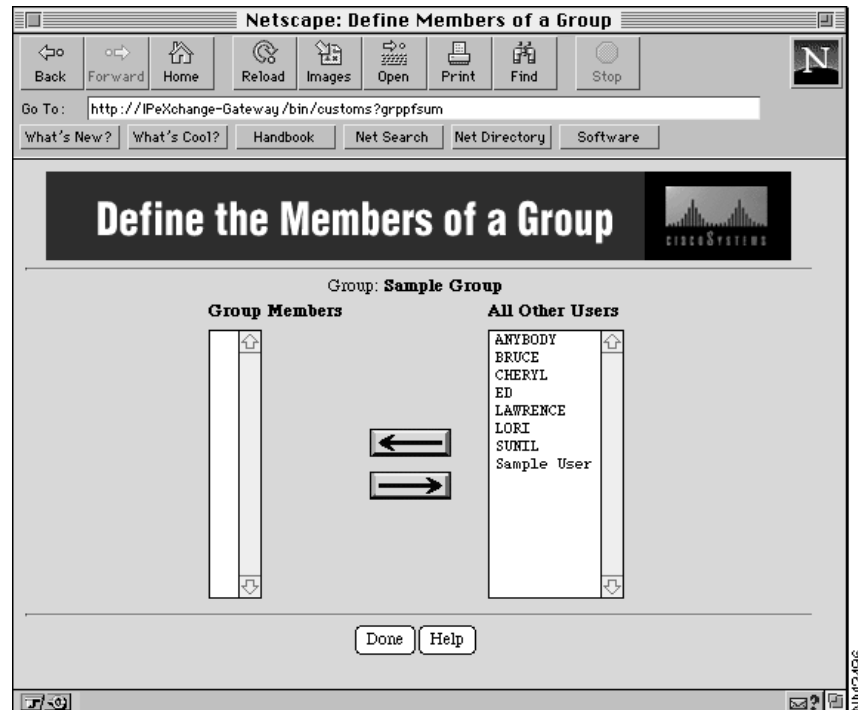 Netscape: Define Members of a Group
Back Forward Home Reload Images Open Print Find Stop
N
Go To: http://IPeXchange-Gateway/bin/customs?grppfsum
What's New? What's Cool? Handbook Net Search Net Directory Software
Define the Members of a Group
CISCO SYSTEMS
Group: Sample Group
Group Members All Other Users
ANYBODY
BRUCE
CHERYL
ED
LAWRENCE
LORI
SUNIL
Sample User
Done Help
?